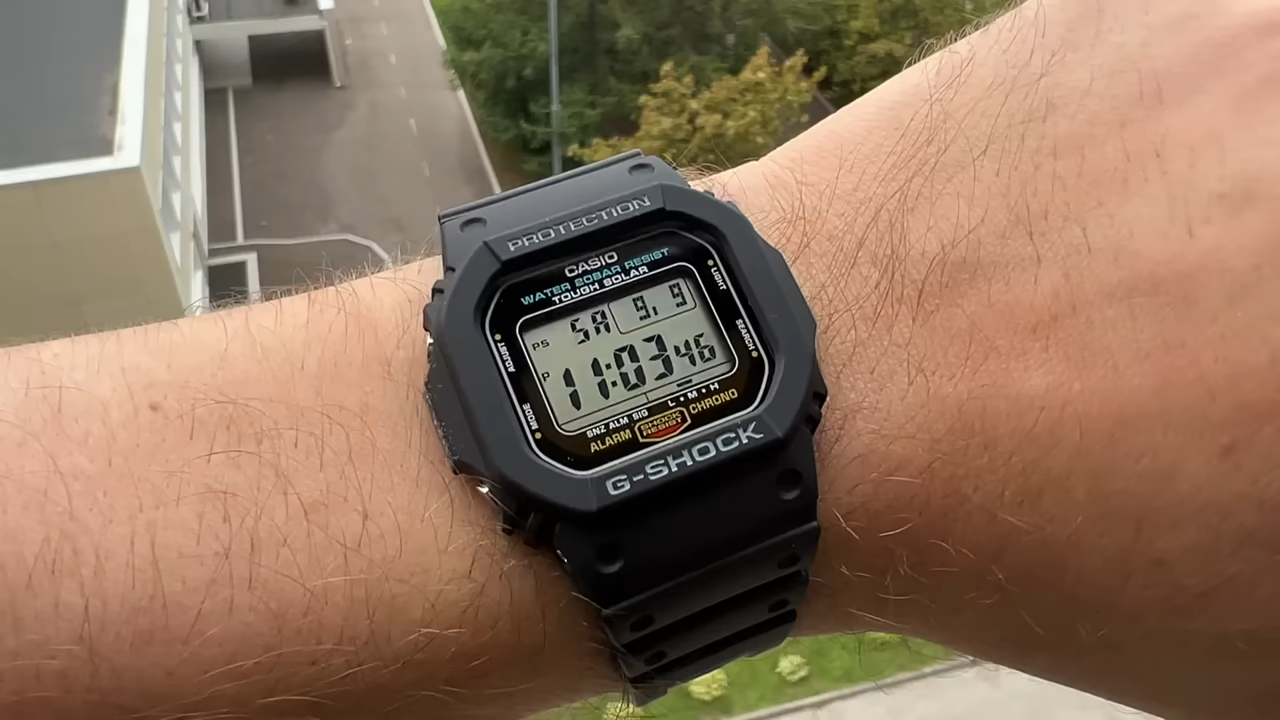 PROTECTION
CASIO
WATER 20BAR RESIST
TOUGH SOLAR
LIGHT
ADJUST
SEARCH
MODE
PS SA 9. 9
P 11:03 46
SNZ ALM SIG L • M • H
ALARM SHOCK RESIST CHRONO
G-SHOCK